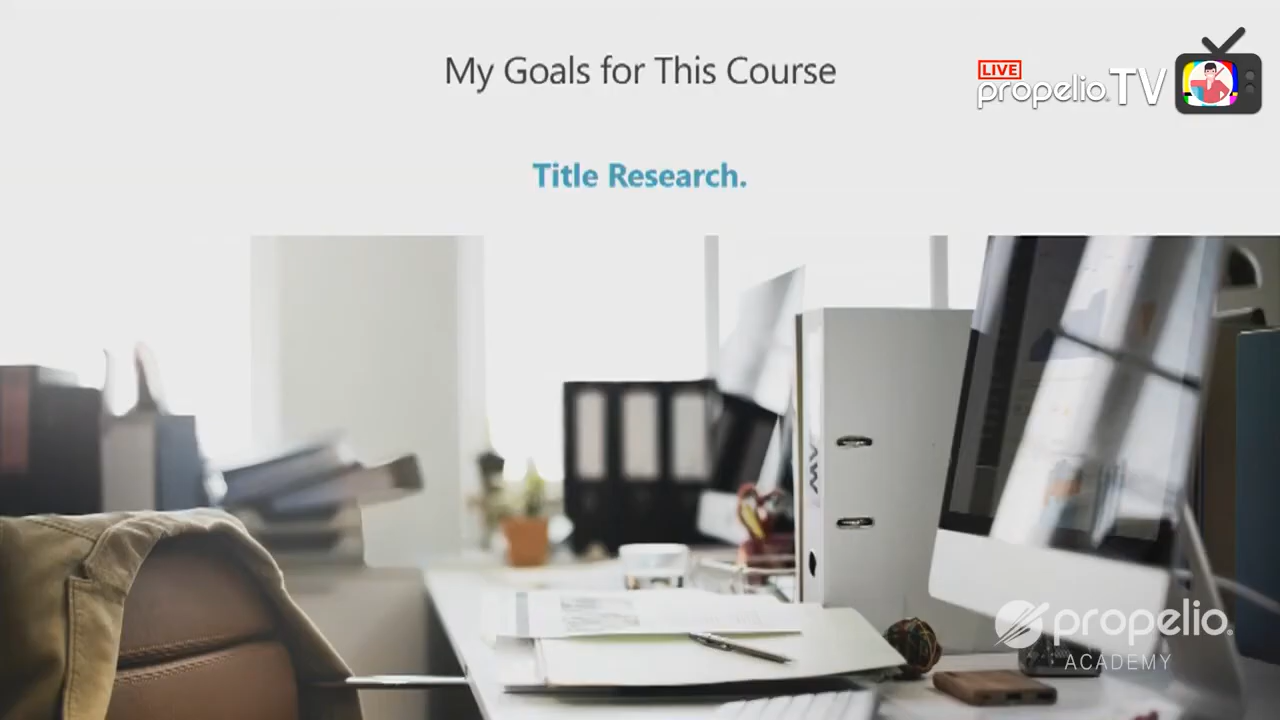 My Goals for This Course
LIVE
propelio.TV
Title Research.
propelio.
ACADEMY